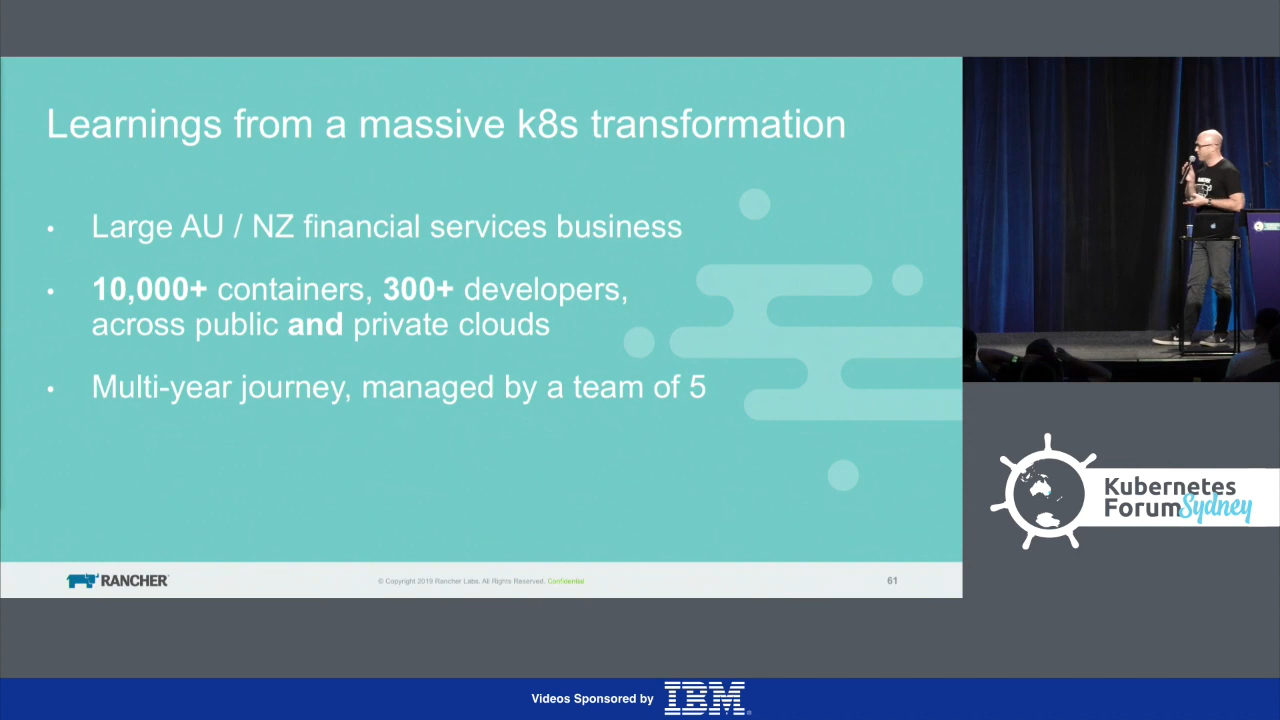 Learnings from a massive k8s transformation
• Large AU / NZ financial services business
• 10,000+ containers, 300+ developers,
across public and private clouds
• Multi-year journey, managed by a team of 5
RANCHER
© Copyright 2019 Rancher Labs. All Rights Reserved. Confidential
61
Kubernetes
Forum Sydney
Videos Sponsored by IBM